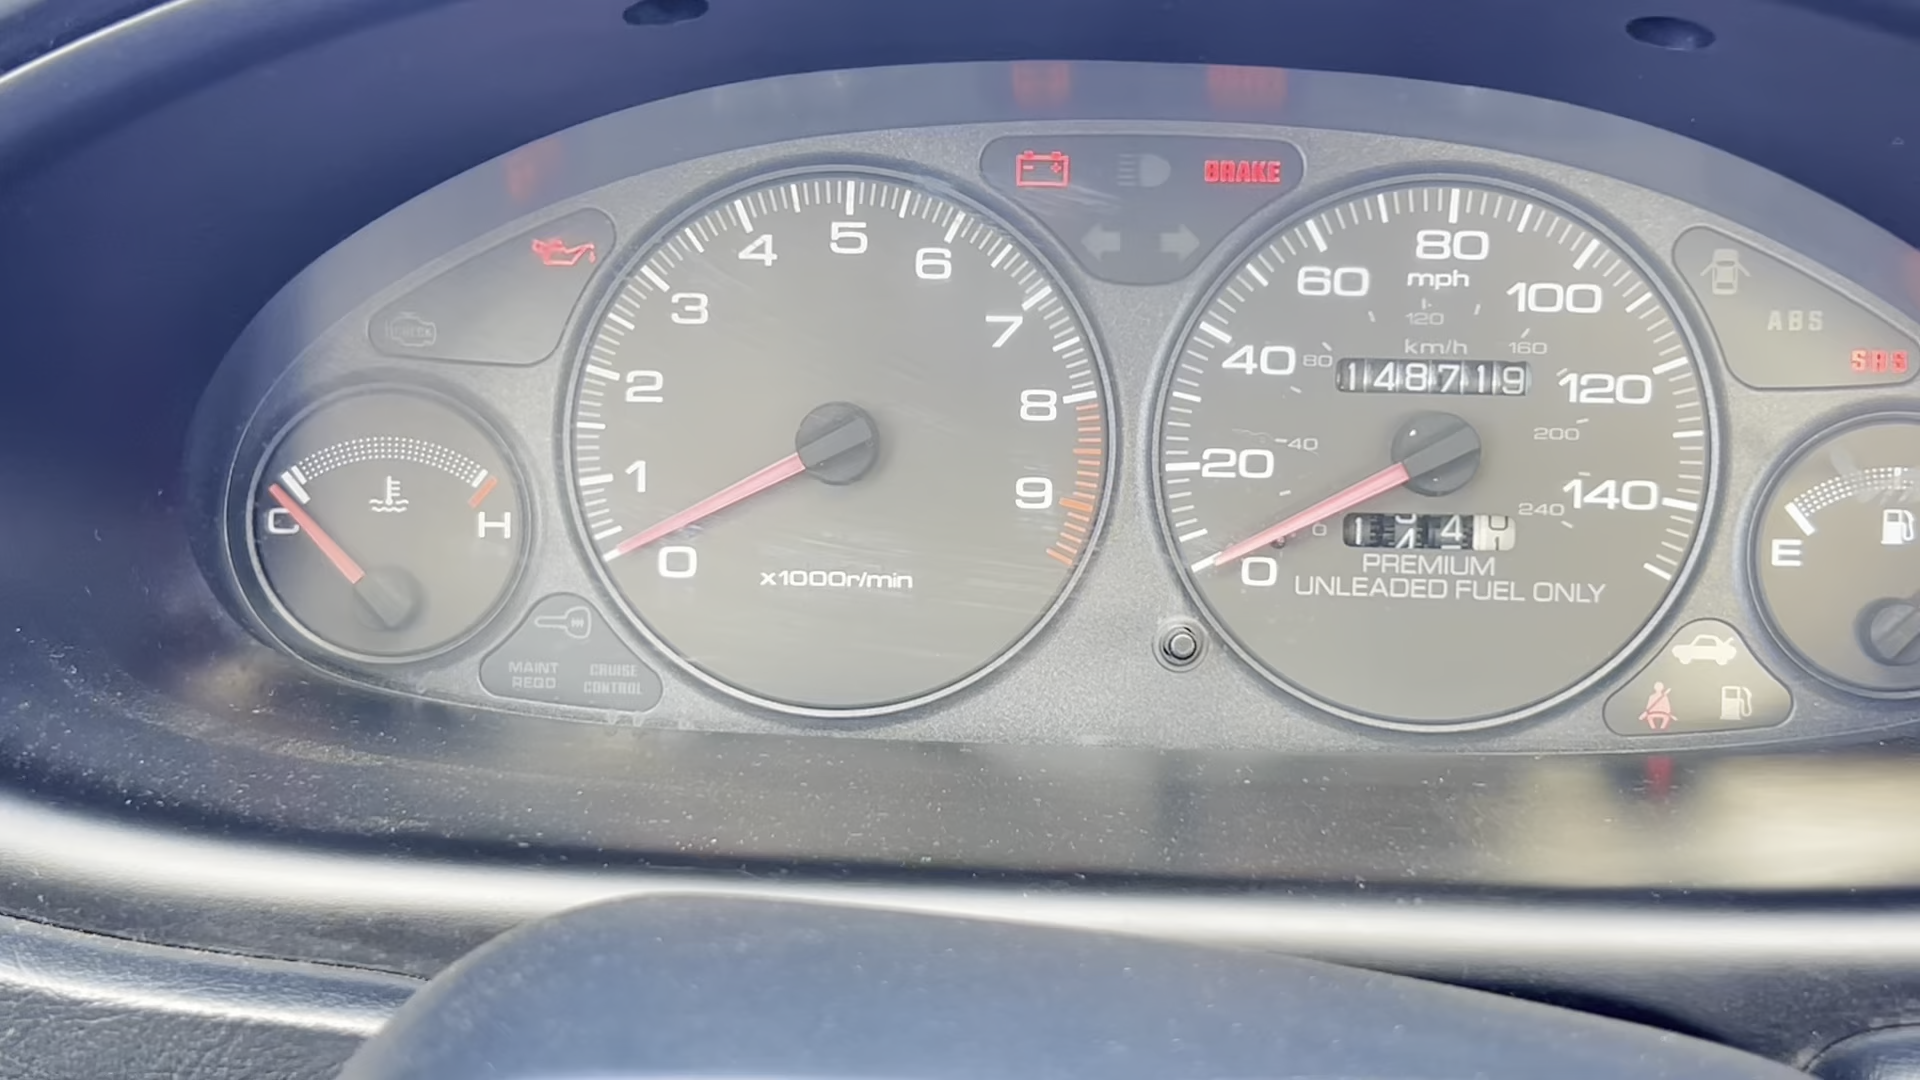 BRAKE
5
4
6
3
7
2
8
1
9
0
x1000r/min
80
mph
60
100
120
km/h
40
80
160
148719
120
20
40
200
140
240
0
0
PREMIUM
UNLEADED FUEL ONLY
ABS
SRS
CHECK
C
H
MAINT
REQD
CRUISE
CONTROL
E